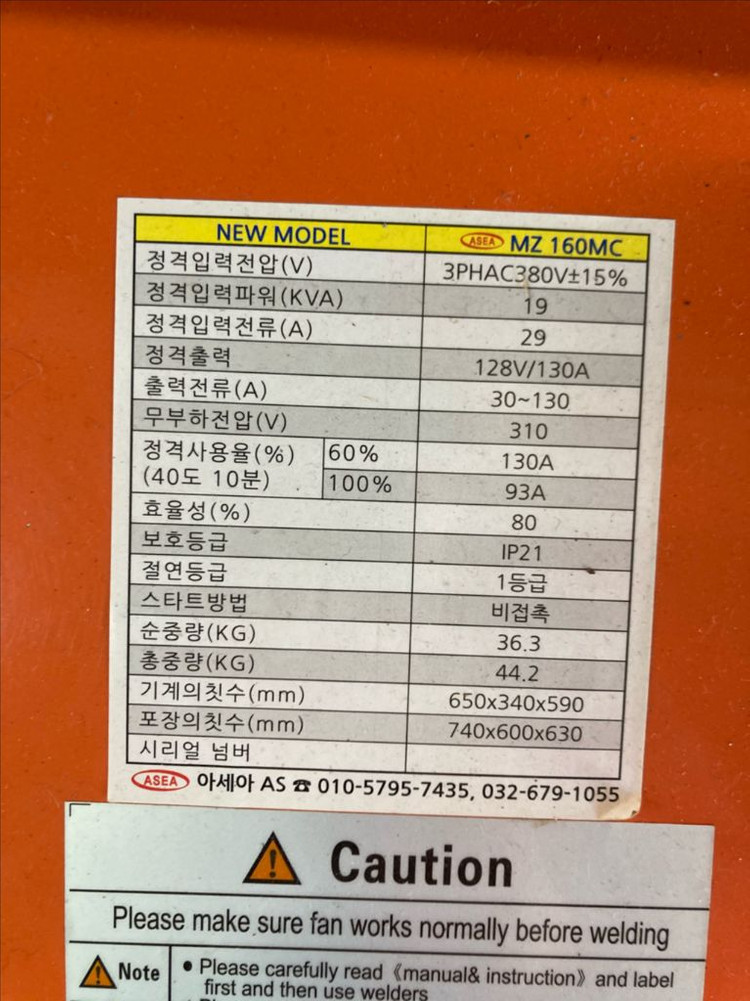 NEW MODEL ASEA MZ 160MC
정격입력전압(V) 3PHAC380V±15%
정격입력파워(KVA) 19
정격입력전류(A) 29
정격출력 128V/130A
출력전류(A) 30~130
무부하전압(V) 310
정격사용율(%) 60% 130A
(40도 10분) 100% 93A
효율성(%) 80
보호등급 IP21
절연등급 1등급
스타트방법 비접촉
순중량(KG) 36.3
총중량(KG) 44.2
기계의칫수(mm) 650x340x590
포장의칫수(mm) 740x600x630
시리얼 넘버
ASEA 아세아 AS ☎ 010-5795-7435, 032-679-1055
Caution
Please make sure fan works normally before welding
Note
• Please carefully read 《manual& instruction》 and label
first and then use welders